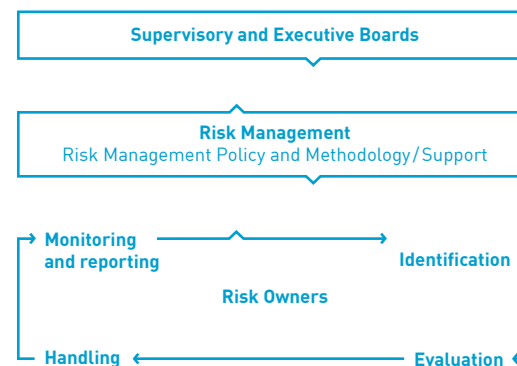 Supervisory and Executive Boards
Risk Management
Risk Management Policy and Methodology/Support
Monitoring
and reporting
Identification
Risk Owners
Handling
Evaluation